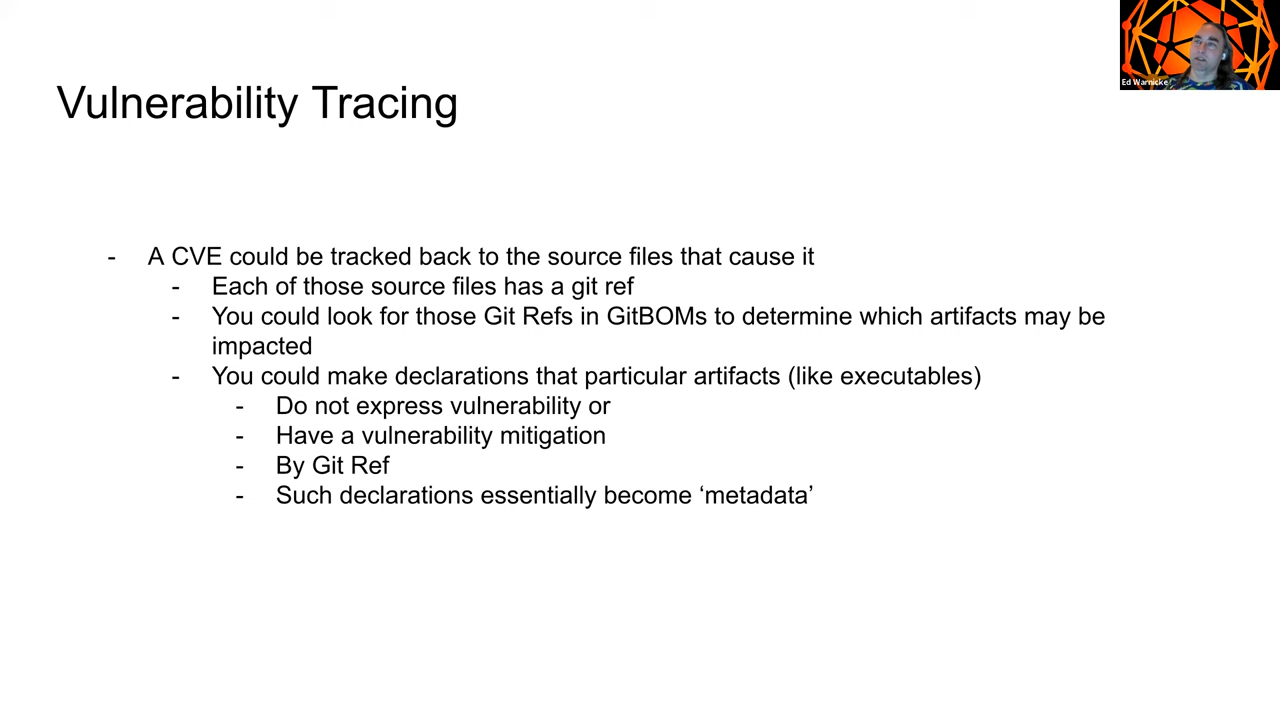 Ed Warnicke
Vulnerability Tracing
- A CVE could be tracked back to the source files that cause it
- Each of those source files has a git ref
- You could look for those Git Refs in GitBOMs to determine which artifacts may be
impacted
- You could make declarations that particular artifacts (like executables)
- Do not express vulnerability or
- Have a vulnerability mitigation
- By Git Ref
- Such declarations essentially become ‘metadata’